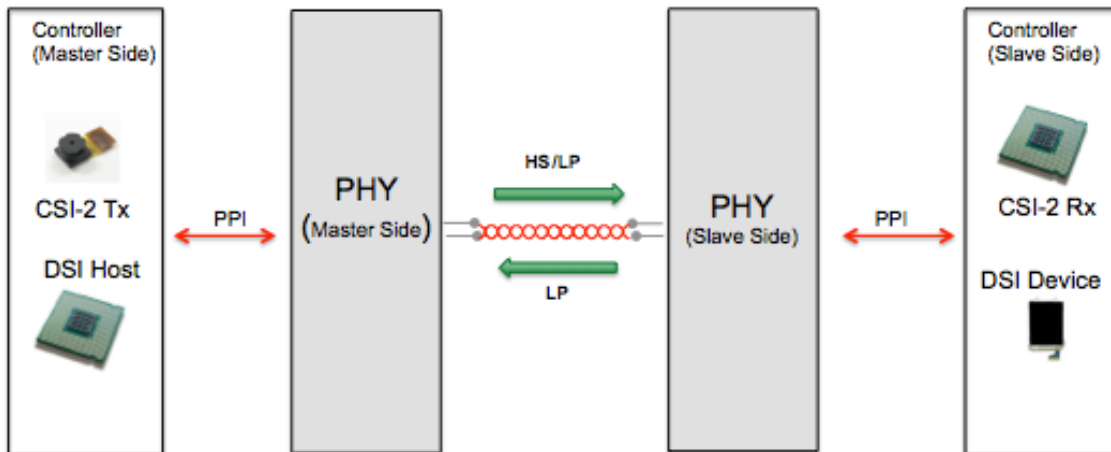 Controller
(Master Side)
CSI-2 Tx
DSI Host
PPI
PHY
(Master Side)
HS/LP
LP
PHY
(Slave Side)
PPI
Controller
(Slave Side)
CSI-2 Rx
DSI Device